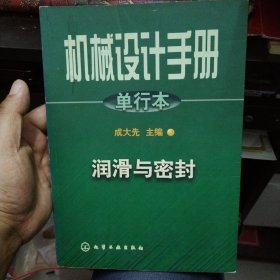 机械设计手册
单行本
成大先 主编
润滑与密封
化学工业出版社